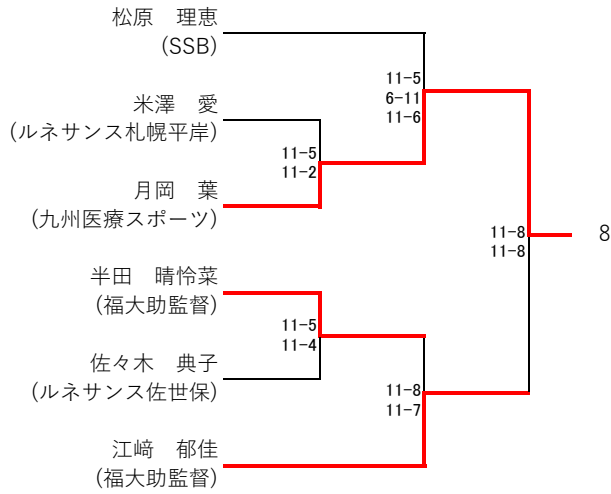 松原　理恵
(SSB)
11-5
6-11
11-6
米澤　愛
(ルネサンス札幌平岸)
11-5
11-2
月岡　葉
(九州医療スポーツ)
11-8
11-8
8
半田　晴怜菜
(福大助監督)
11-5
11-4
佐々木　典子
(ルネサンス佐世保)
11-8
11-7
江﨑　郁佳
(福大助監督)